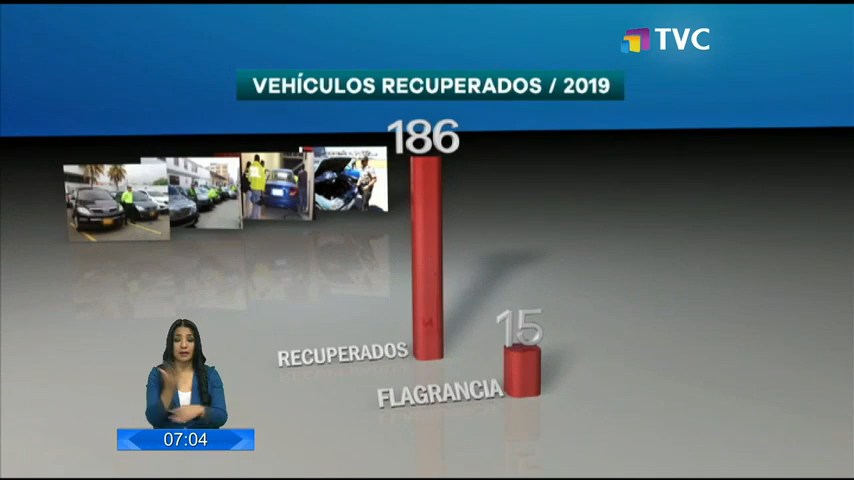 TVC
VEHÍCULOS RECUPERADOS / 2019
186
15
RECUPERADOS
FLAGRANCIA
07:04